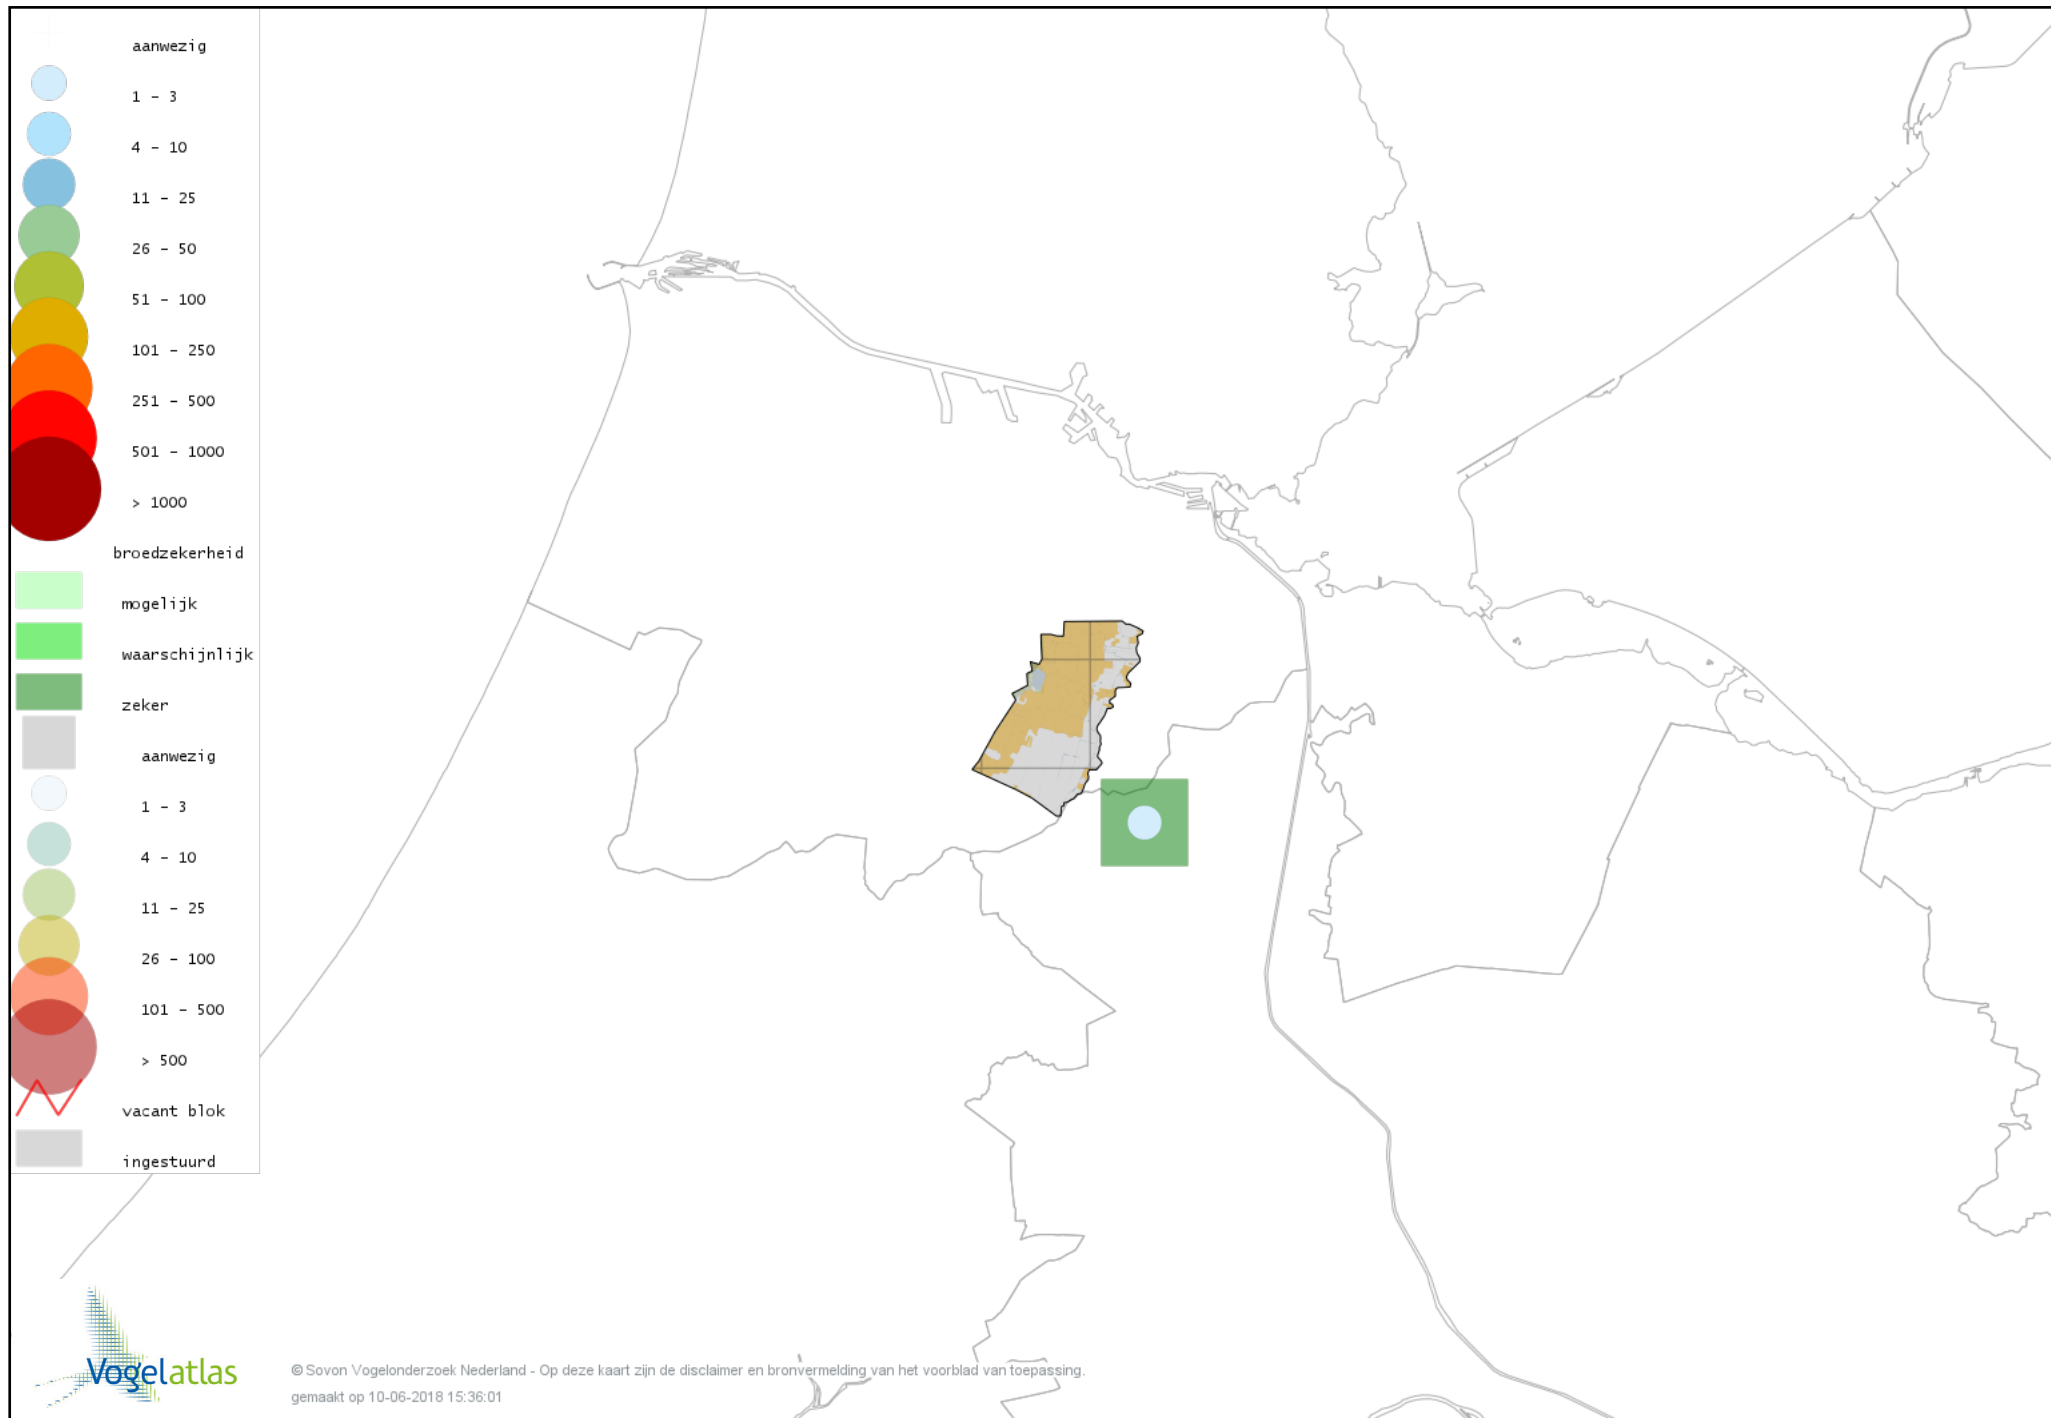 aanwezig
1 – 3
4 – 10
11 – 25
26 – 50
51 – 100
101 – 250
251 – 500
501 – 1000
> 1000
broedzekerheid
mogelijk
waarschijnlijk
zeker
aanwezig
1 – 3
4 – 10
11 – 25
26 – 100
101 – 500
> 500
vacant blok
ingestuurd
Vogelatlas
© Sovon Vogelonderzoek Nederland - Op deze kaart zijn de disclaimer en bronvermelding van het voorblad van toepassing.
gemaakt op 10-06-2018 15:36:01